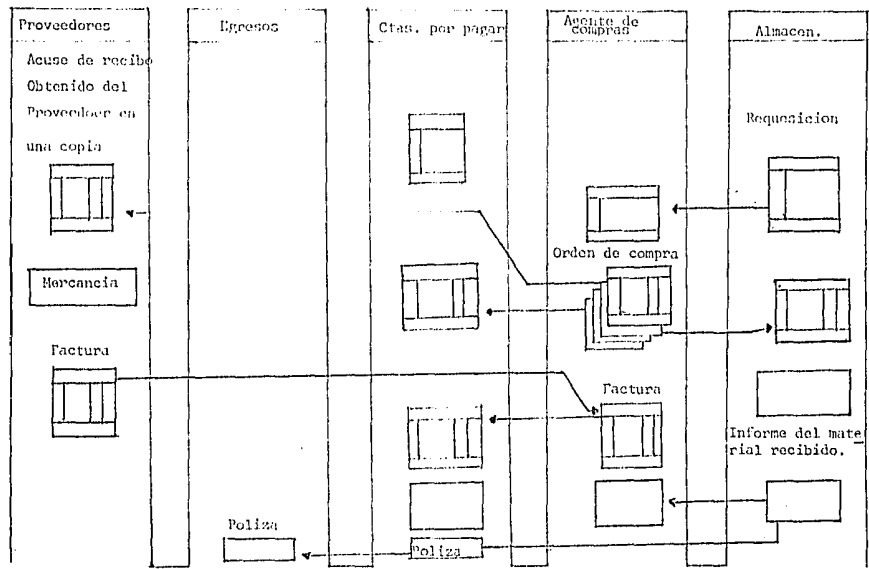 Proveedores
Egresos
Ctas. por pagar
Agente de
compras
Almacen.
Acuse de recibo
Obtenido del
Proveedor en
una copia
Requesicion
Orden de compra
Mercancia
Factura
Factura
Informe del mate
rial recibido.
Poliza
Poliza